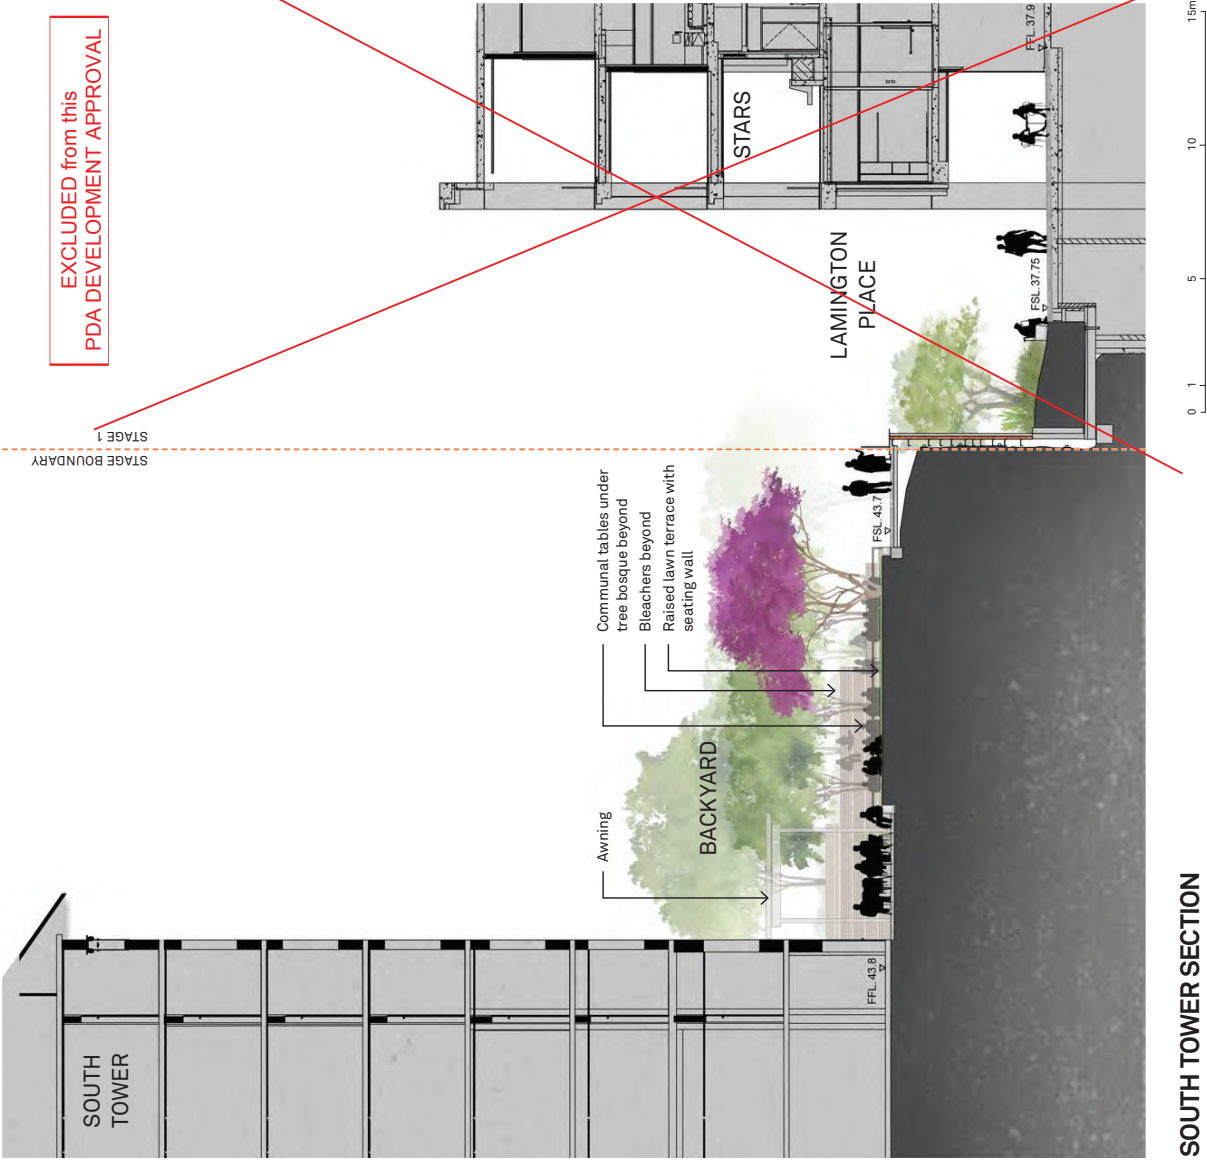 EXCLUDED from this
PDA DEVELOPMENT APPROVAL
STAGE 1
STAGE BOUNDARY
SOUTH
TOWER
Awning
BACKYARD
Communal tables under
tree bosque beyond
Bleachers beyond
Raised lawn terrace with
seating wall
LAMINGTON
PLACE
STARS
FFL. 43.8
FSL. 43.7
FSL. 37.75
FFL. 37.9
SOUTH TOWER SECTION
0 1 5 10 15m